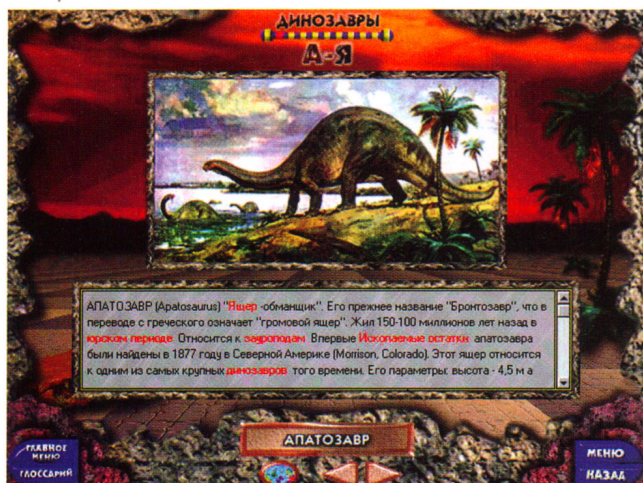 ДИНОЗАВРЫ
А-Я
АПАТОЗАВР (Apatosaurus) "Ящер -обманщик". Его прежнее название "Бронтозавр", что в
переводе с греческого означает "громовой ящер". Жил 150-100 миллионов лет назад в
юрском периоде. Относится к зауроподам. Впервые Ископаемые остатки апатозавра
были найдены в 1877 году в Северной Америке (Morrison, Colorado). Этот ящер относится
к одним из самых крупных динозавров того времени. Его параметры: высота - 4,5 м а
АПАТОЗАВР
ГЛАВНОЕ
МЕНЮ
ГЛОССАРИЙ
МЕНЮ
НАЗАД